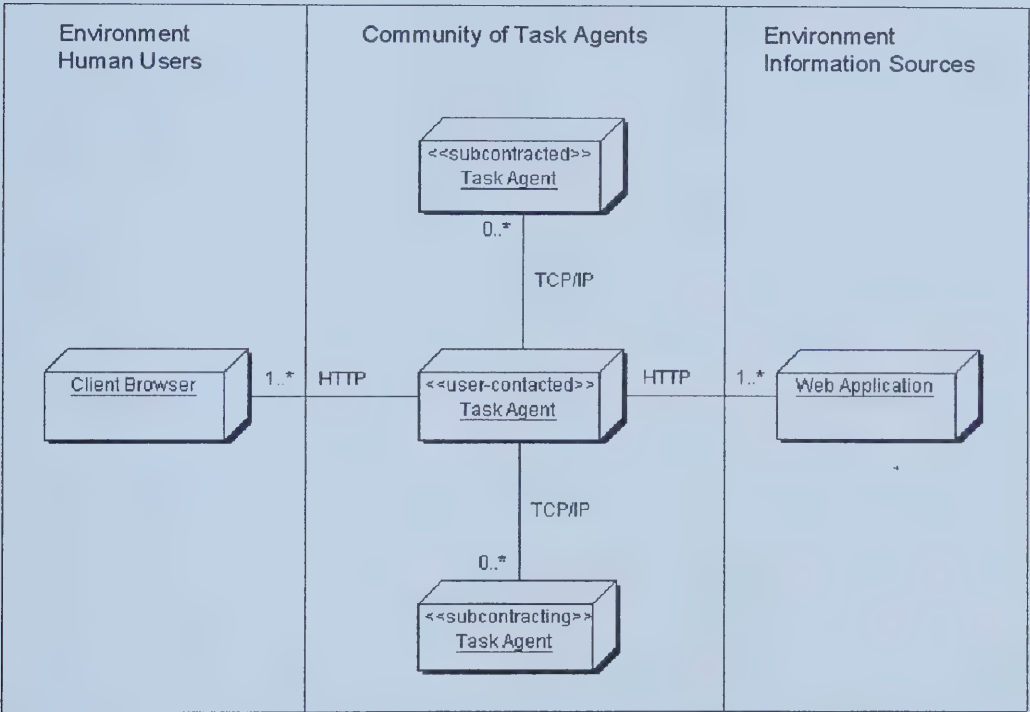 Environment
Human Users
Community of Task Agents
Environment
Information Sources
<<subcontracted>>
Task Agent
0..*
TCP/IP
Client Browser
1..*
HTTP
<<user-contacted>>
Task Agent
HTTP
1..*
Web Application
TCP/IP
0..*
<<subcontracting>>
Task Agent